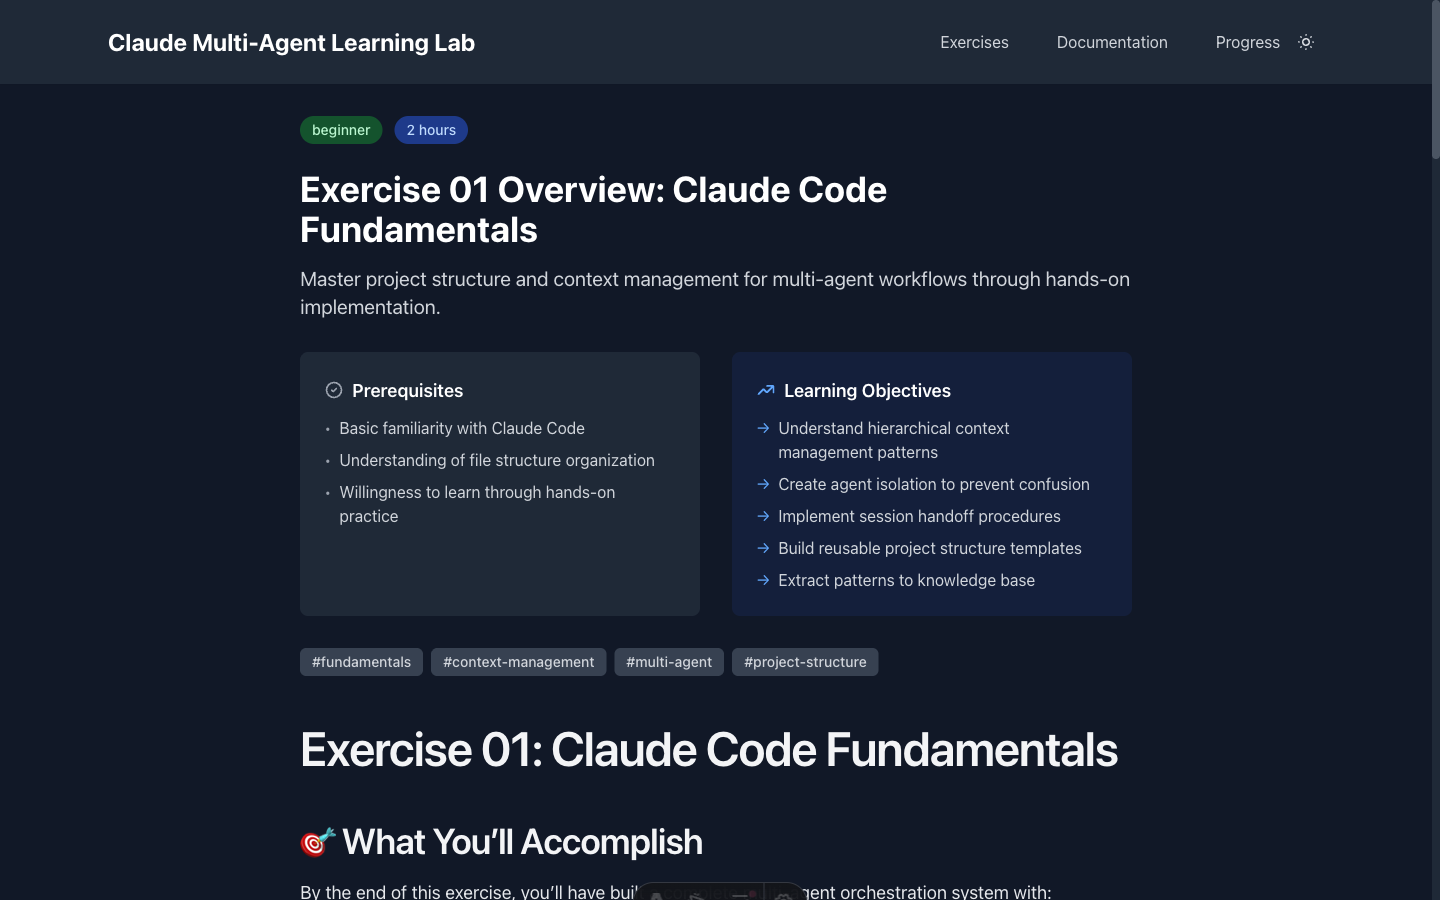 Claude Multi-Agent Learning Lab
Exercises
Documentation
Progress
beginner
2 hours
Exercise 01 Overview: Claude Code
Fundamentals
Master project structure and context management for multi-agent workflows through hands-on
implementation.
Prerequisites
• Basic familiarity with Claude Code
• Understanding of file structure organization
• Willingness to learn through hands-on
practice
Learning Objectives
→ Understand hierarchical context
management patterns
→ Create agent isolation to prevent confusion
→ Implement session handoff procedures
→ Build reusable project structure templates
→ Extract patterns to knowledge base
#fundamentals
#context-management
#multi-agent
#project-structure
Exercise 01: Claude Code Fundamentals
🎯 What You’ll Accomplish
By the end of this exercise, you’ll have orchestration system with: